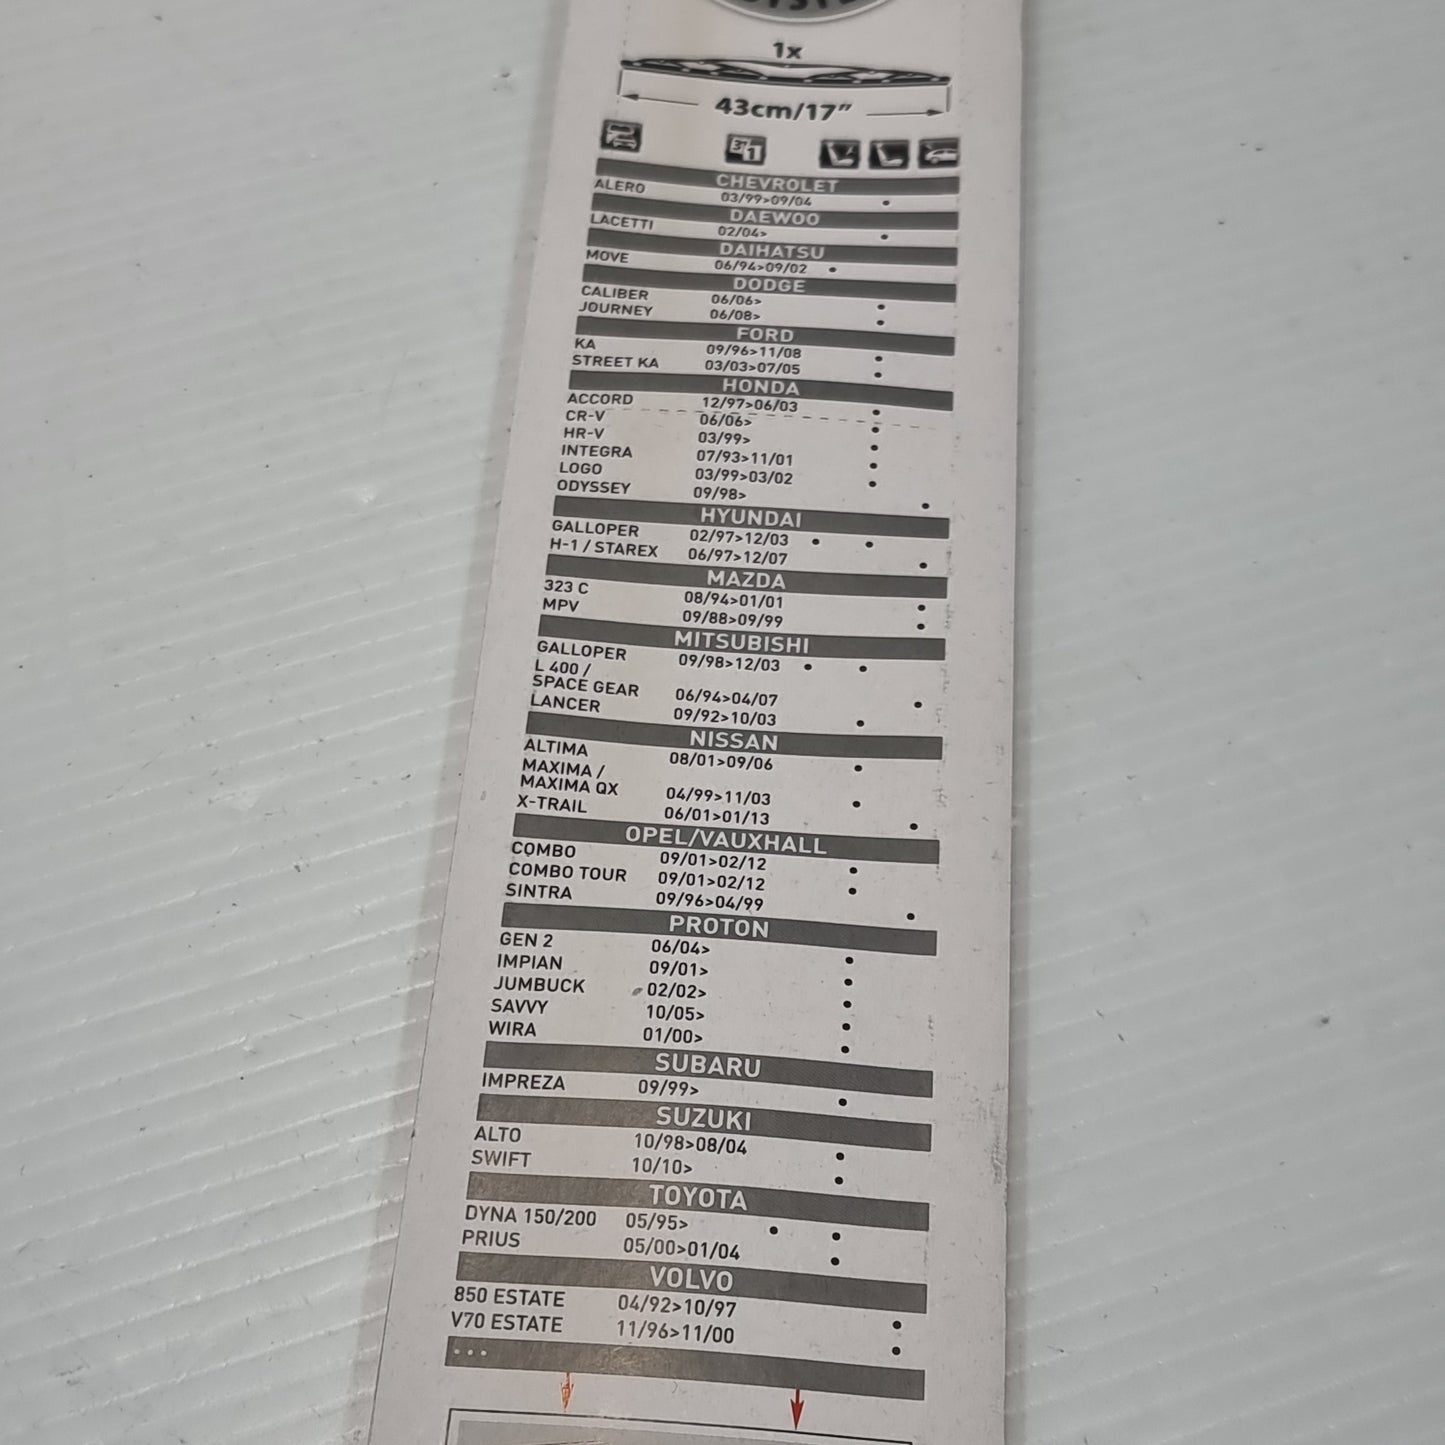 1x
43cm/17"
31 1
CHEVROLET
ALERO 03/99>09/04 •
DAEWOO
LACETTI 02/04> •
DAIHATSU
MOVE 06/94>09/02 •
DODGE
CALIBER 06/06> •
JOURNEY 06/08> •
FORD
KA 09/96>11/08 •
STREET KA 03/03>07/05 •
HONDA
ACCORD 12/97>06/03 •
CR-V 06/06> •
HR-V 03/99> •
INTEGRA 07/93>11/01 •
LOGO 03/99>03/02 •
ODYSSEY 09/98> •
HYUNDAI
GALLOPER 02/97>12/03 • •
H-1 / STAREX 06/97>12/07 •
MAZDA
323 C 08/94>01/01 •
MPV 09/88>09/99 •
MITSUBISHI
GALLOPER 09/98>12/03 • •
L 400 /
SPACE GEAR 06/94>04/07 •
LANCER 09/92>10/03 •
NISSAN
ALTIMA 08/01>09/06 •
MAXIMA /
MAXIMA QX 04/99>11/03 •
X-TRAIL 06/01>01/13 •
OPEL/VAUXHALL
COMBO 09/01>02/12 •
COMBO TOUR 09/01>02/12 •
SINTRA 09/96>04/99 •
PROTON
GEN 2 06/04> •
IMPIAN 09/01> •
JUMBUCK 02/02> •
SAVVY 10/05> •
WIRA 01/00> •
SUBARU
IMPREZA 09/99> •
SUZUKI
ALTO 10/98>08/04 •
SWIFT 10/10> •
TOYOTA
DYNA 150/200 05/95> • •
PRIUS 05/00>01/04 •
VOLVO
850 ESTATE 04/92>10/97 •
V70 ESTATE 11/96>11/00 •
...